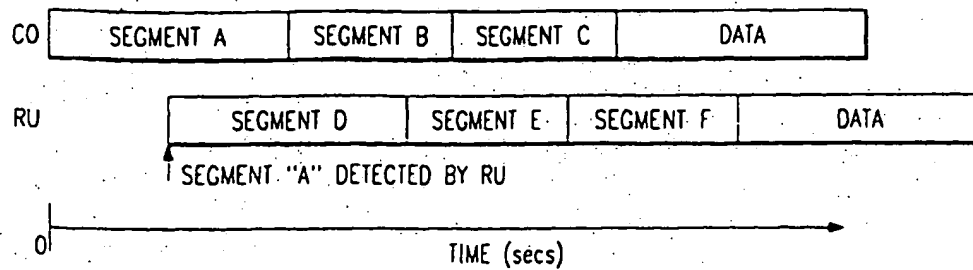 CO SEGMENT A SEGMENT B SEGMENT C DATA
RU SEGMENT D SEGMENT E SEGMENT F DATA
SEGMENT "A" DETECTED BY RU
0
TIME (secs)